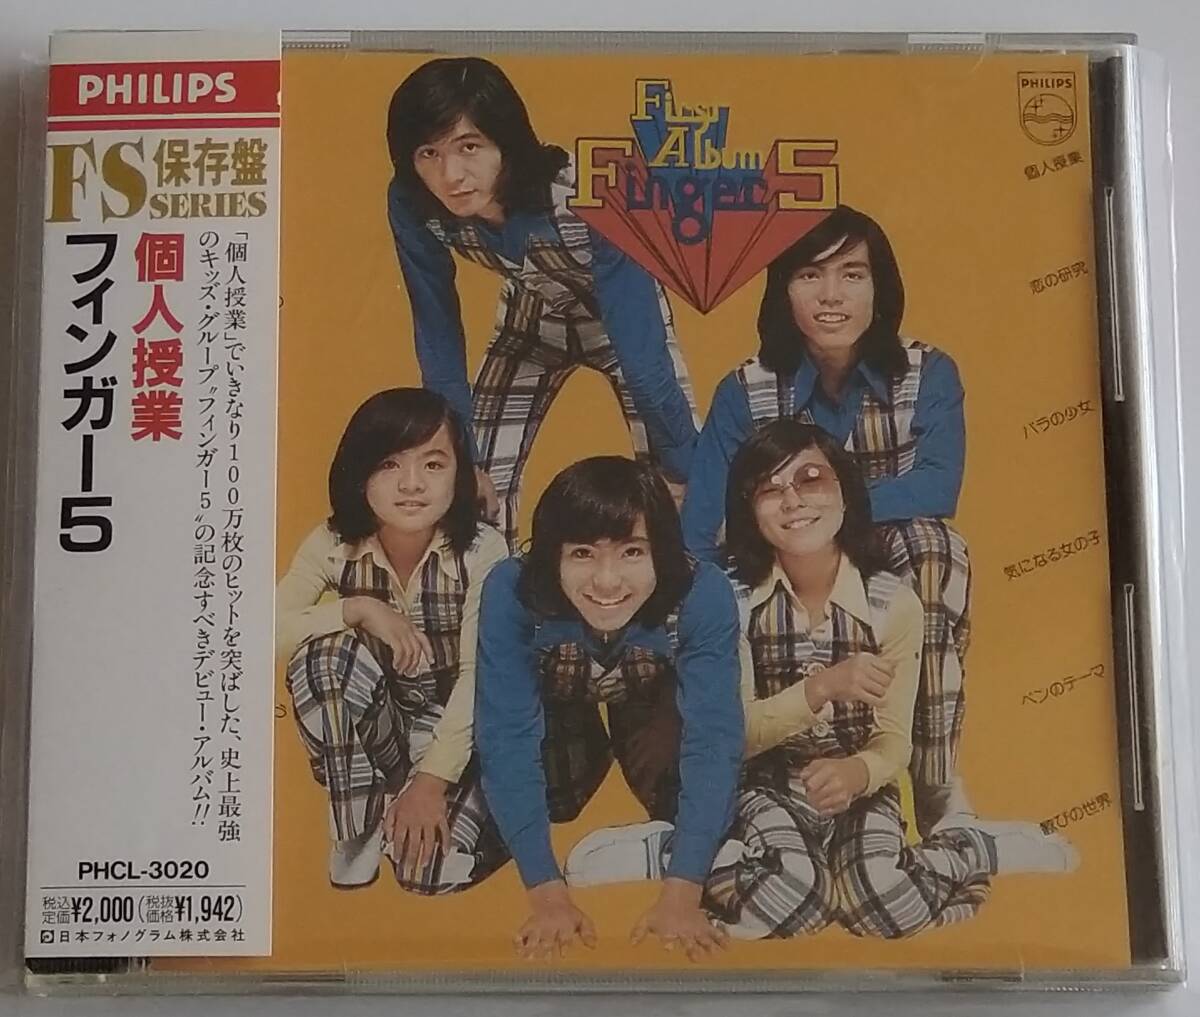 PHILIPS
FS 保存盤
SERIES
個人授業
フィンガー5
「個人授業」でいきなり100万枚のヒットを突ばした、史上最強
のキッズ・グループ〝フィンガー5〟の記念すべきデビュー・アルバム!!
PHCL-3020
税込定価¥2,000(税抜価格¥1,942)
日本フォノグラム株式会社
First
Album
Finger 5
PHILIPS
個人授業
恋の研究
バラの少女
気になる女の子
ベンのテーマ
歓びの世界